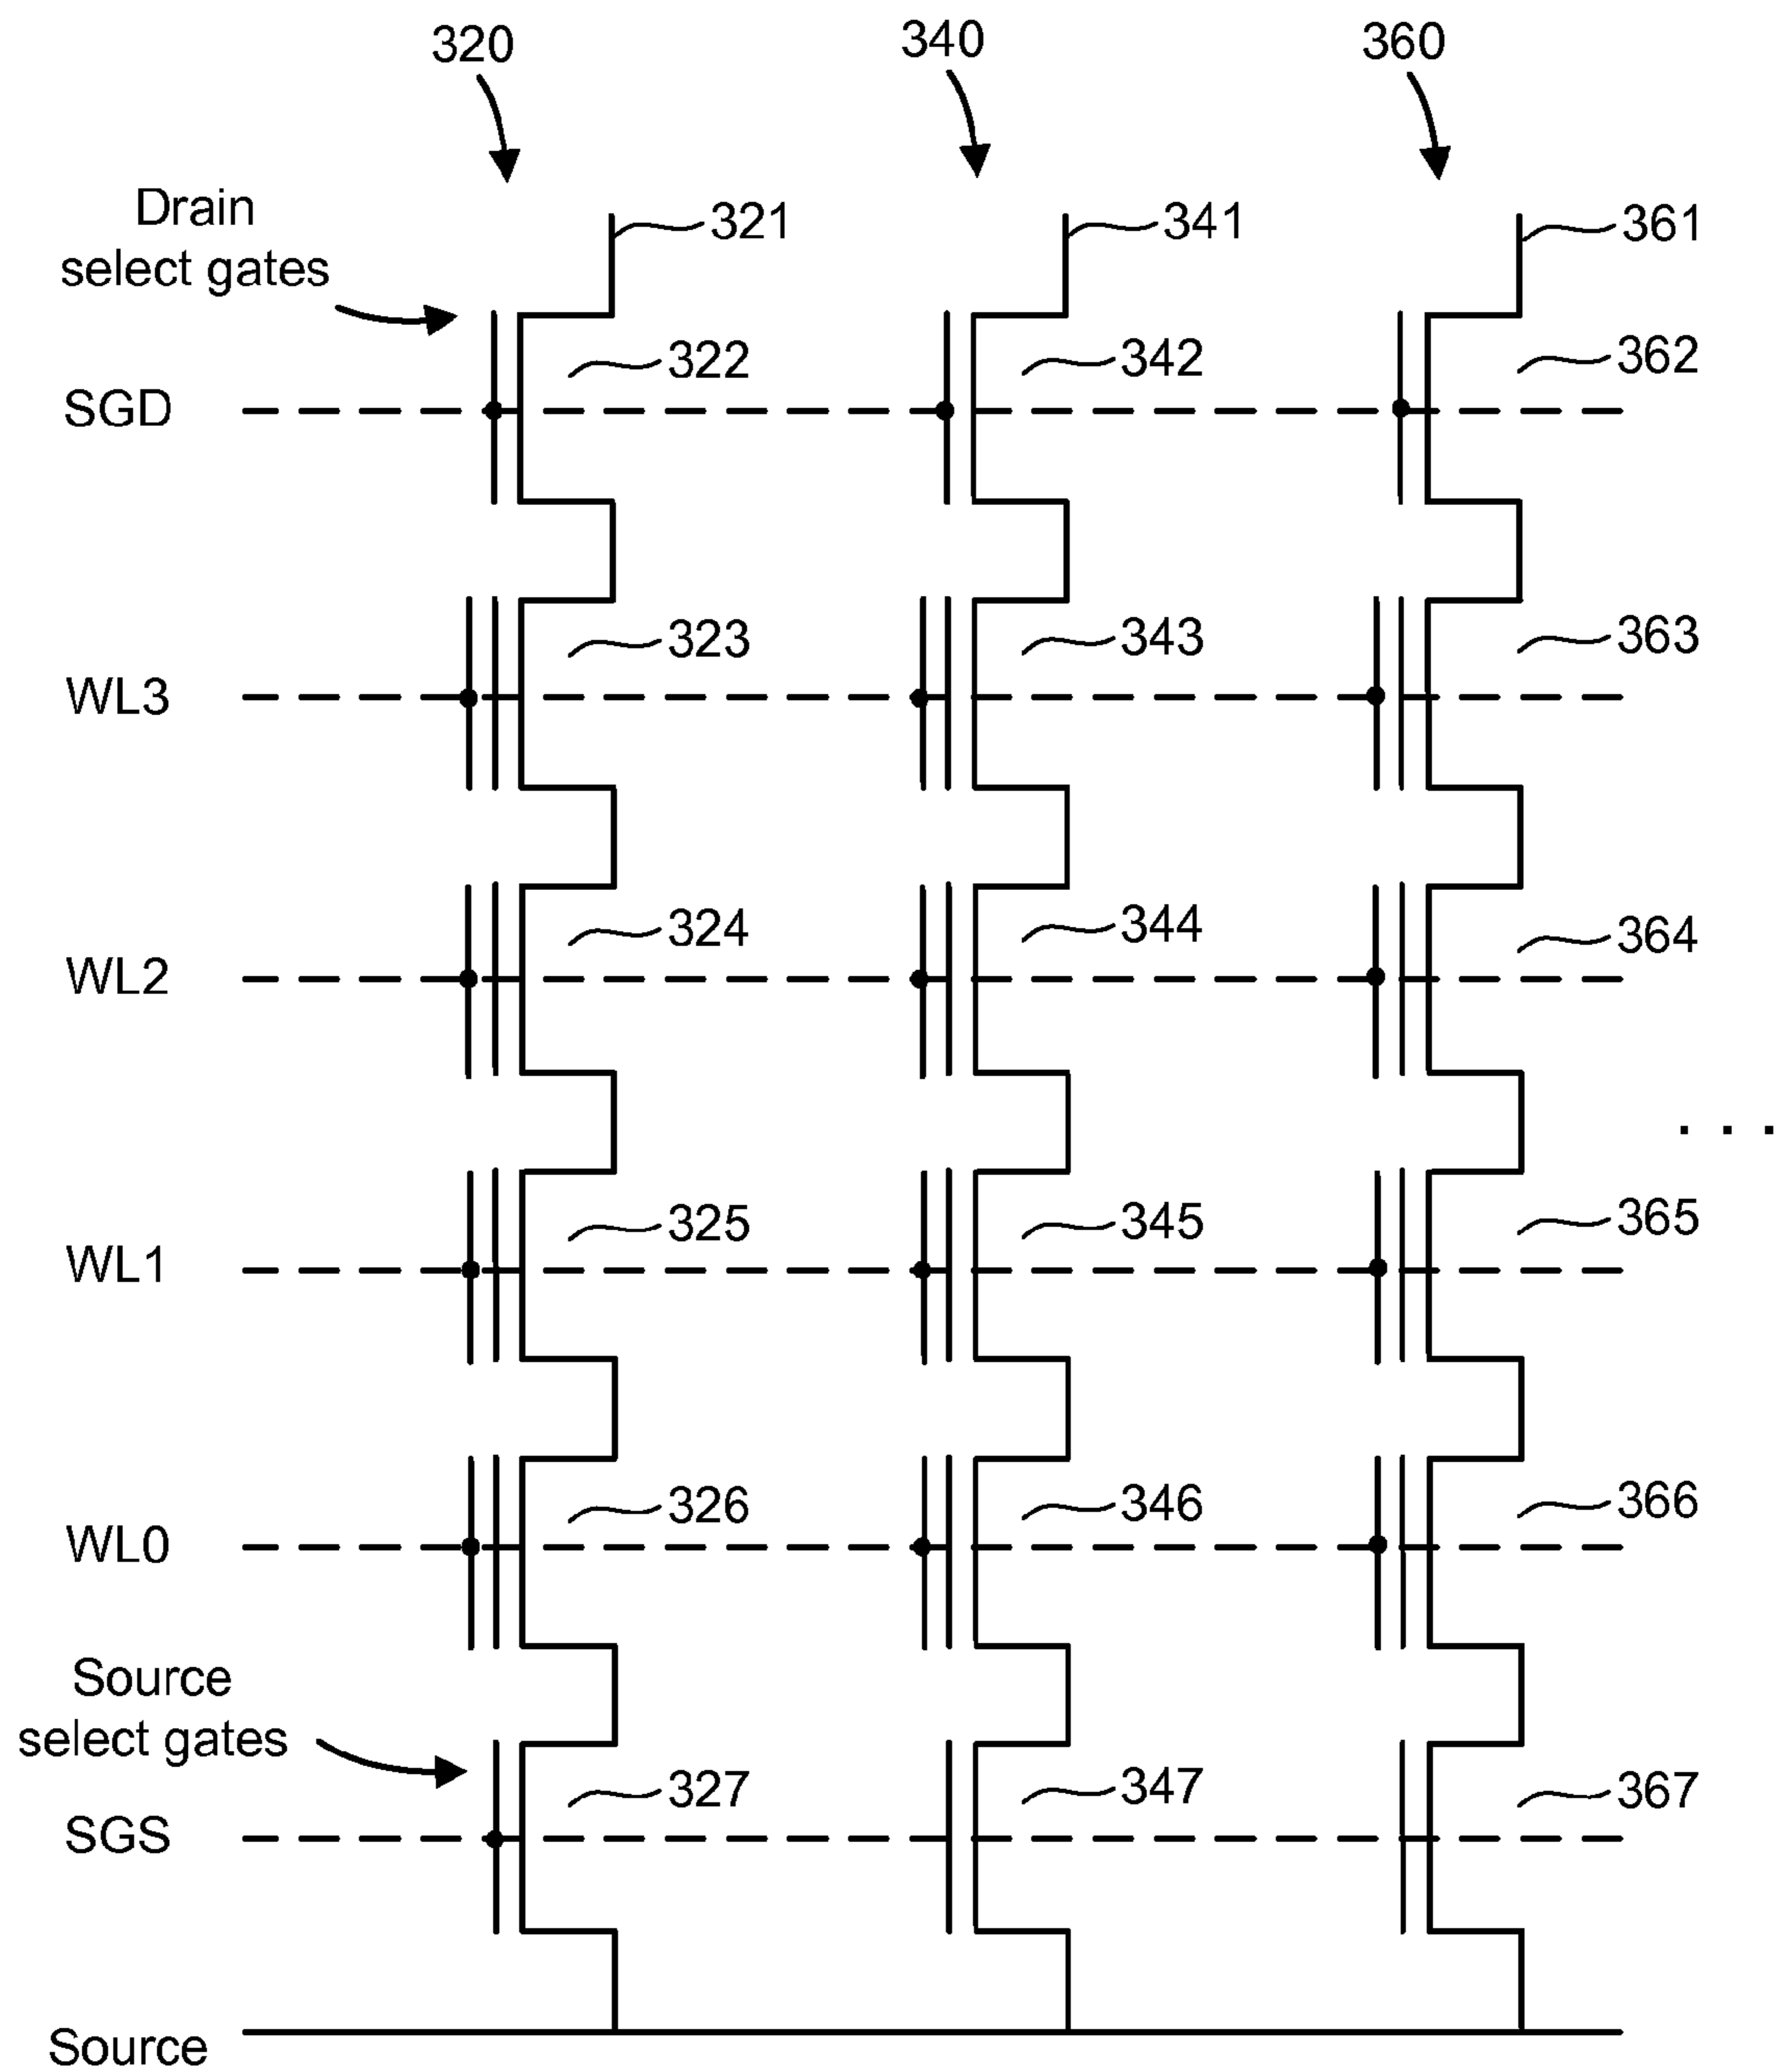 320
340
360
Drain
select gates
321
341
361
322
342
362
SGD
323
343
363
WL3
324
344
364
WL2
. . .
325
345
365
WL1
326
346
366
WL0
Source
select gates
327
347
367
SGS
Source